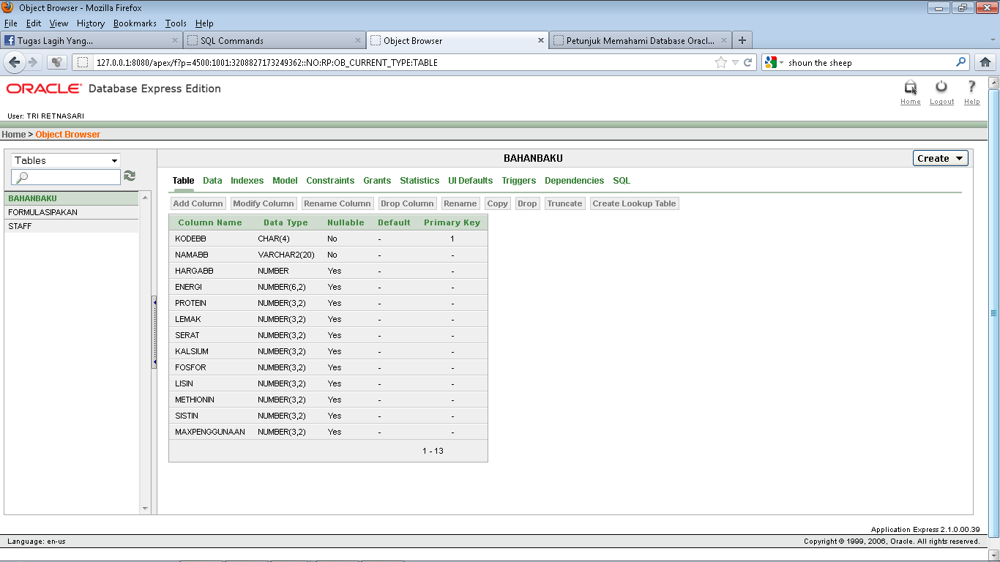 Object Browser - Mozilla Firefox
File Edit View History Bookmarks Tools Help
Tugas Lagih Yang... SQL Commands Object Browser Petunjuk Memahami Database Oracl...
127.0.0.1:8080/apex/f?p=4500:1001:3208827173249362::NO:RP:OB_CURRENT_TYPE:TABLE shoun the sheep
ORACLE Database Express Edition
Home Logout Help
User: TRI RETNASARI
Home > Object Browser
Tables
BAHANBAKU
FORMULASIPAKAN
STAFF
BAHANBAKU
Create
Table Data Indexes Model Constraints Grants Statistics UI Defaults Triggers Dependencies SQL
Add Column Modify Column Rename Column Drop Column Rename Copy Drop Truncate Create Lookup Table
Column Name Data Type Nullable Default Primary Key
KODEBB CHAR(4) No - 1
NAMABB VARCHAR2(20) No - -
HARGABB NUMBER Yes - -
ENERGI NUMBER(6,2) Yes - -
PROTEIN NUMBER(3,2) Yes - -
LEMAK NUMBER(3,2) Yes - -
SERAT NUMBER(3,2) Yes - -
KALSIUM NUMBER(3,2) Yes - -
FOSFOR NUMBER(3,2) Yes - -
LISIN NUMBER(3,2) Yes - -
METHIONIN NUMBER(3,2) Yes - -
SISTIN NUMBER(3,2) Yes - -
MAXPENGGUNAAN NUMBER(3,2) Yes - -
1 - 13
Application Express 2.1.0.00.39
Language: en-us Copyright © 1999, 2006, Oracle. All rights reserved.